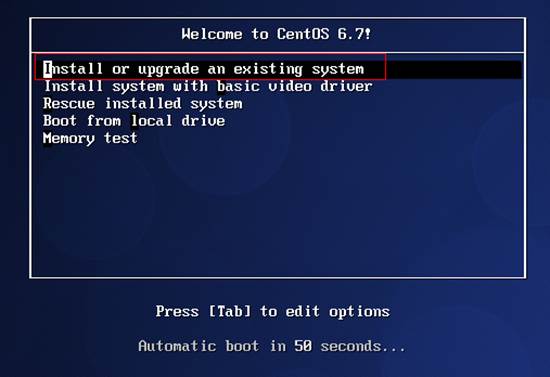 Welcome to CentOS 6.7!
Install or upgrade an existing system
Install system with basic video driver
Rescue installed system
Boot from local drive
Memory test
Press [Tab] to edit options
Automatic boot in 50 seconds...